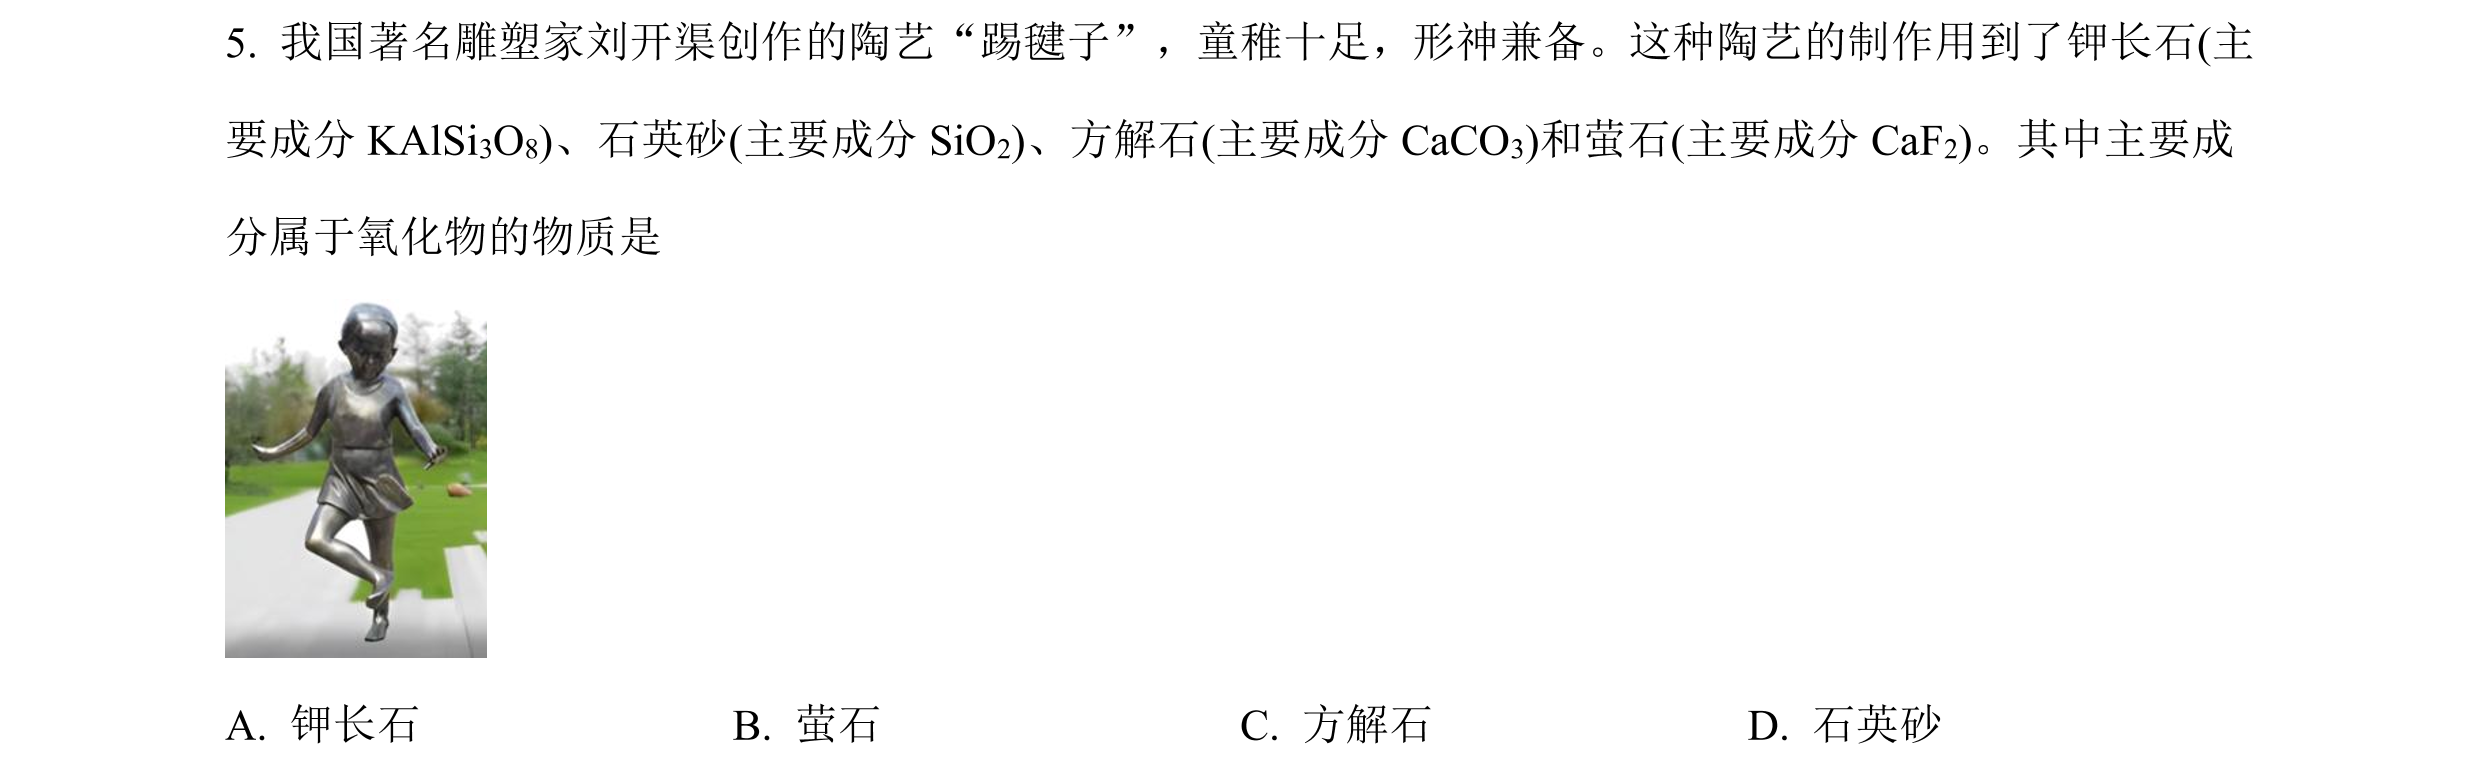 5. 我国著名雕塑家刘开渠创作的陶艺“踢毽子”，童稚十足，形神兼备。这种陶艺的制作用到了钾长石(主
要成分 KAlSi₃O₈)、石英砂(主要成分 SiO₂)、方解石(主要成分 CaCO₃)和萤石(主要成分 CaF₂)。其中主要成
分属于氧化物的物质是
A. 钾长石 B. 萤石 C. 方解石 D. 石英砂